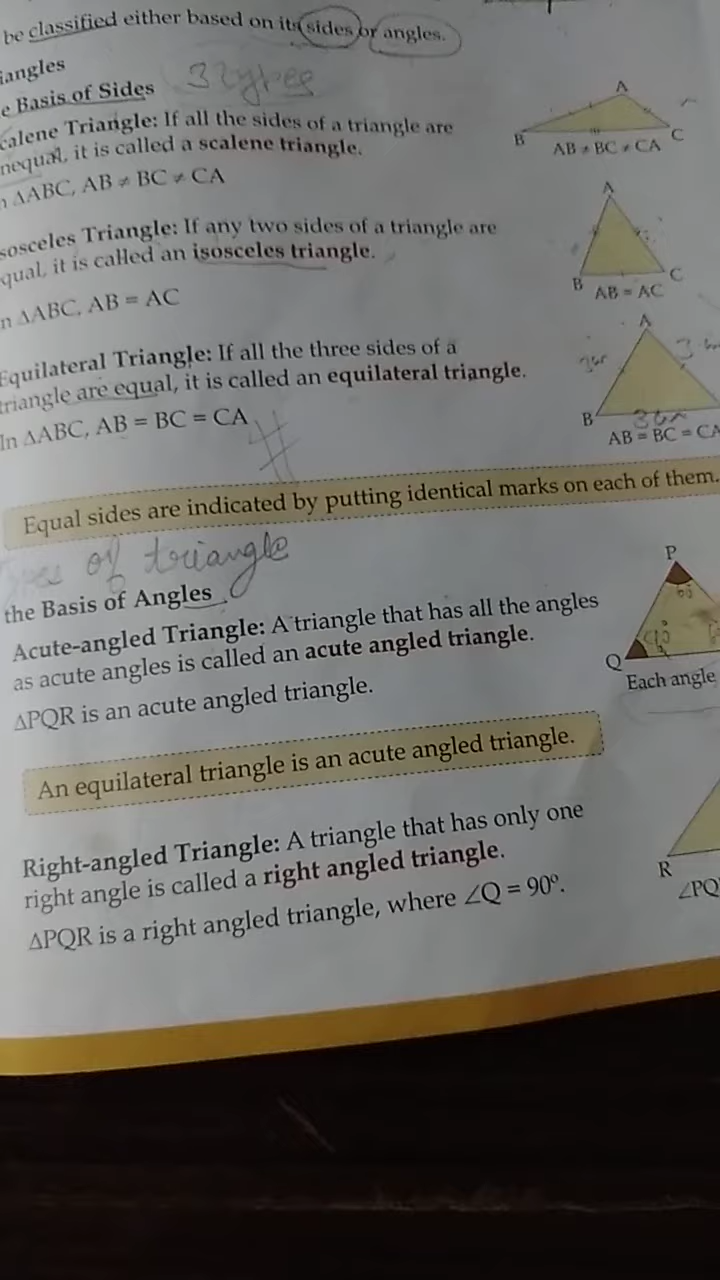 be classified either based on its sides or angles.
iangles
e Basis of Sides 3 types
calene Triangle: If all the sides of a triangle are
nequal, it is called a scalene triangle.
n ΔABC, AB ≠ BC ≠ CA
A
B
C
AB ≠ BC ≠ CA
sosceles Triangle: If any two sides of a triangle are
qual, it is called an isosceles triangle.
n ΔABC, AB = AC
A
B
C
AB = AC
Equilateral Triangle: If all the three sides of a
triangle are equal, it is called an equilateral triangle.
In ΔABC, AB = BC = CA
A
B
AB = BC = CA
Equal sides are indicated by putting identical marks on each of them.
of triangle
the Basis of Angles
Acute-angled Triangle: A triangle that has all the angles
as acute angles is called an acute angled triangle.
ΔPQR is an acute angled triangle.
P
Q
Each angle
An equilateral triangle is an acute angled triangle.
Right-angled Triangle: A triangle that has only one
right angle is called a right angled triangle.
ΔPQR is a right angled triangle, where ∠Q = 90°.
R
∠PQ